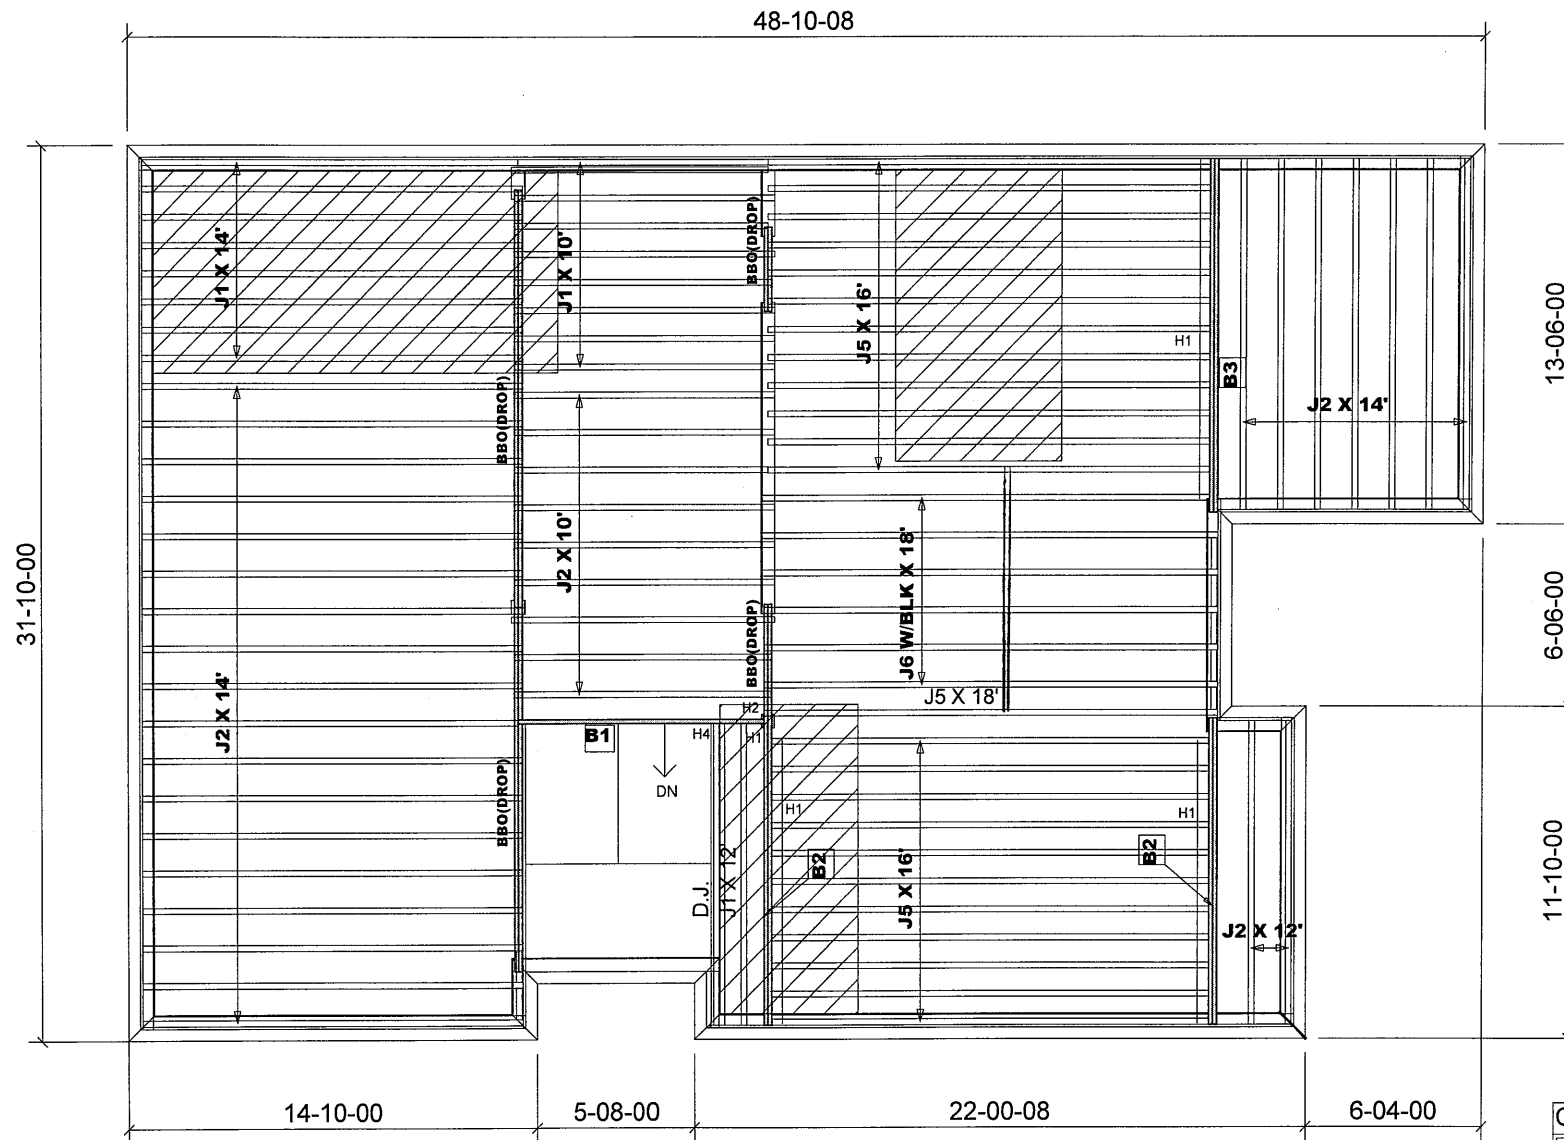 48-10-08
J1 X 14'
J1 X 10'
BBO(DROP)
J5 X 16'
H1
B3
J2 X 14'
13-06-00
BBO(DROP)
J2 X 10'
J6 W/BLK X 18'
31-10-00
6-06-00
BBO(DROP)
J2 X 14'
J5 X 18'
H2
B1
H4
H1
DN
BBO(DROP)
H1
H1
D.J.
J1 X 12'
B2
J5 X 16'
B2
J2 X 12'
11-10-00
14-10-00
5-08-00
22-00-08
6-04-00